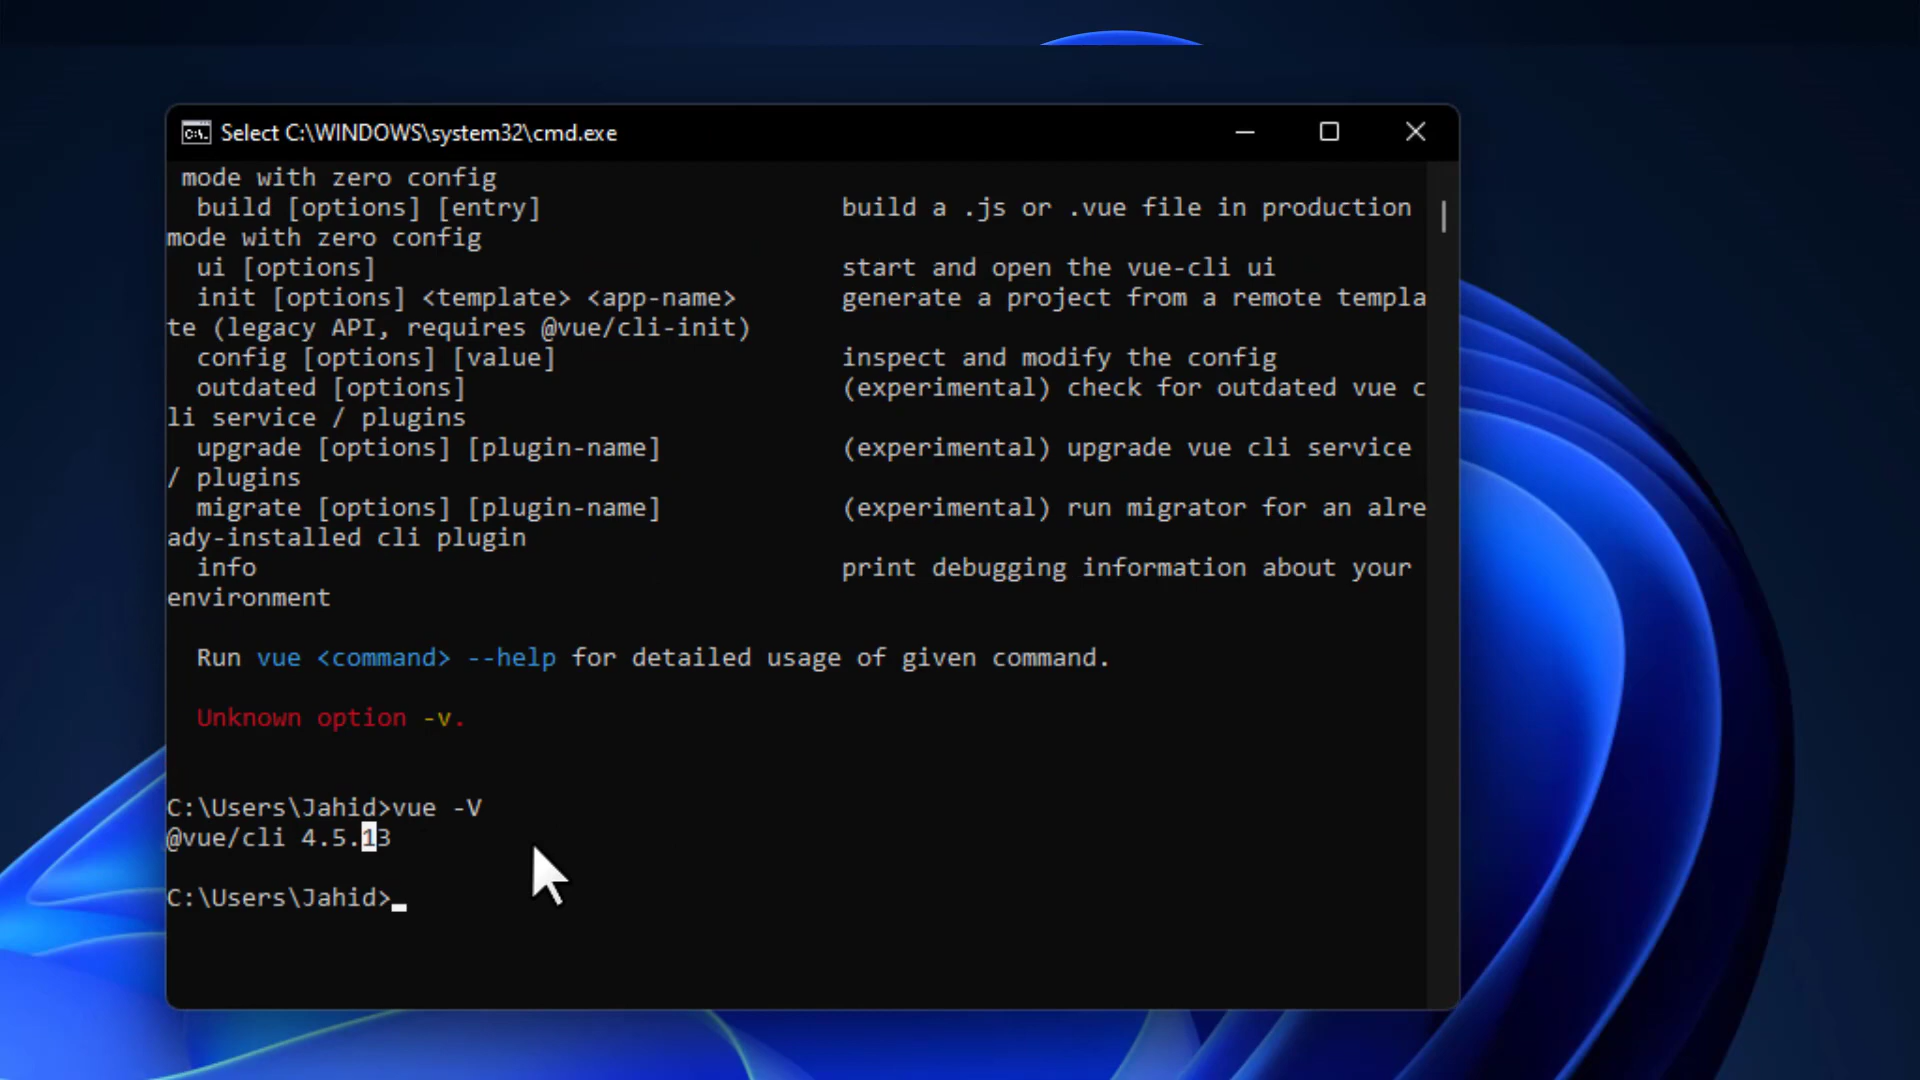 Select C:\WINDOWS\system32\cmd.exe
mode with zero config
build [options] [entry] build a .js or .vue file in production
mode with zero config
ui [options] start and open the vue-cli ui
init [options] <template> <app-name> generate a project from a remote templa
te (legacy API, requires @vue/cli-init)
config [options] [value] inspect and modify the config
outdated [options] (experimental) check for outdated vue c
li service / plugins
upgrade [options] [plugin-name] (experimental) upgrade vue cli service
/ plugins
migrate [options] [plugin-name] (experimental) run migrator for an alre
ady-installed cli plugin
info print debugging information about your
environment
Run vue <command> --help for detailed usage of given command.
Unknown option -v.
C:\Users\Jahid>vue -V
@vue/cli 4.5.13
C:\Users\Jahid>